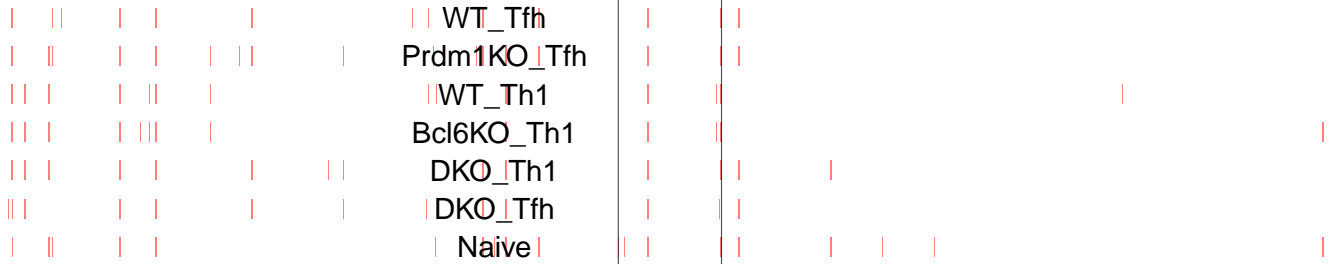 WT_Tfh
Prdm1KO_Tfh
WT_Th1
Bcl6KO_Th1
DKO_Th1
DKO_Tfh
Naive